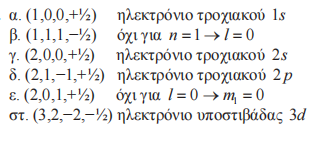 α. (1,0,0,+½) ηλεκτρόνιο τροχιακού 1s
β. (1,1,1,–½) όχι για n = 1 → l = 0
γ. (2,0,0,+½) ηλεκτρόνιο τροχιακού 2s
δ. (2,1,–1,+½) ηλεκτρόνιο τροχιακού 2p
ε. (2,0,1,+½) όχι για l = 0 → mₗ = 0
στ. (3,2,–2,–½) ηλεκτρόνιο υποστιβάδας 3d